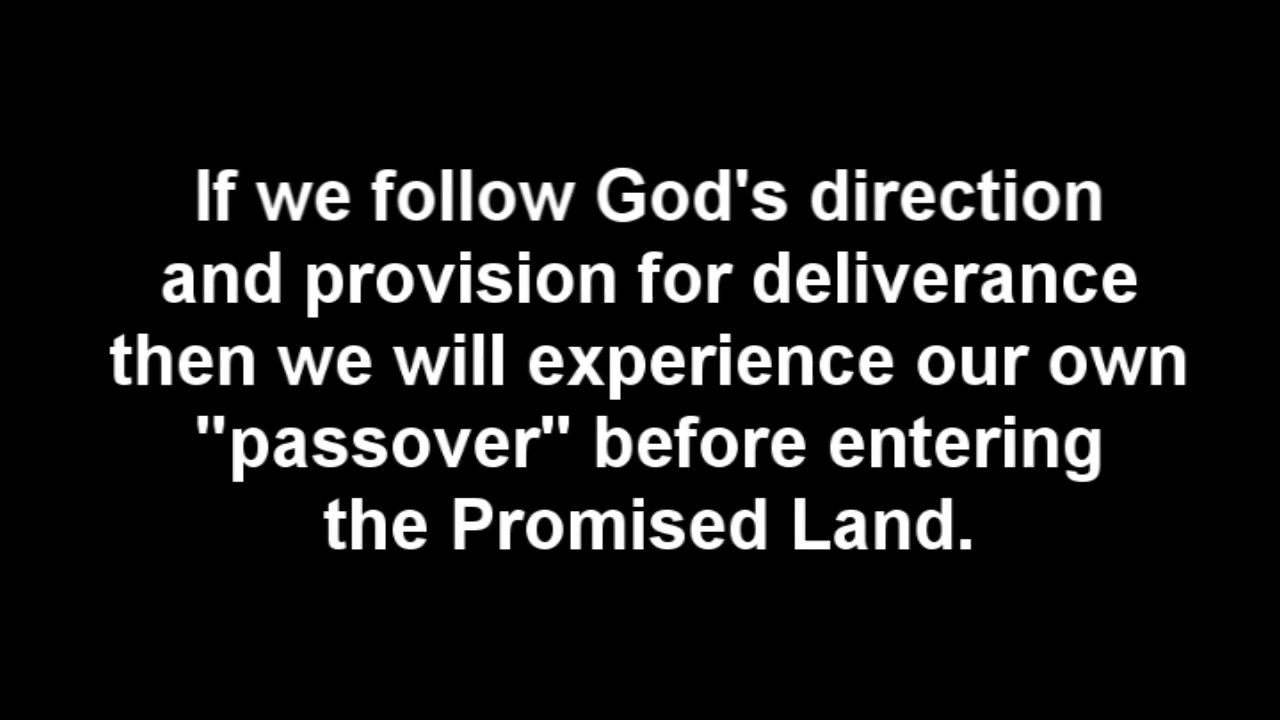 If we follow God's direction
and provision for deliverance
then we will experience our own
"passover" before entering
the Promised Land.